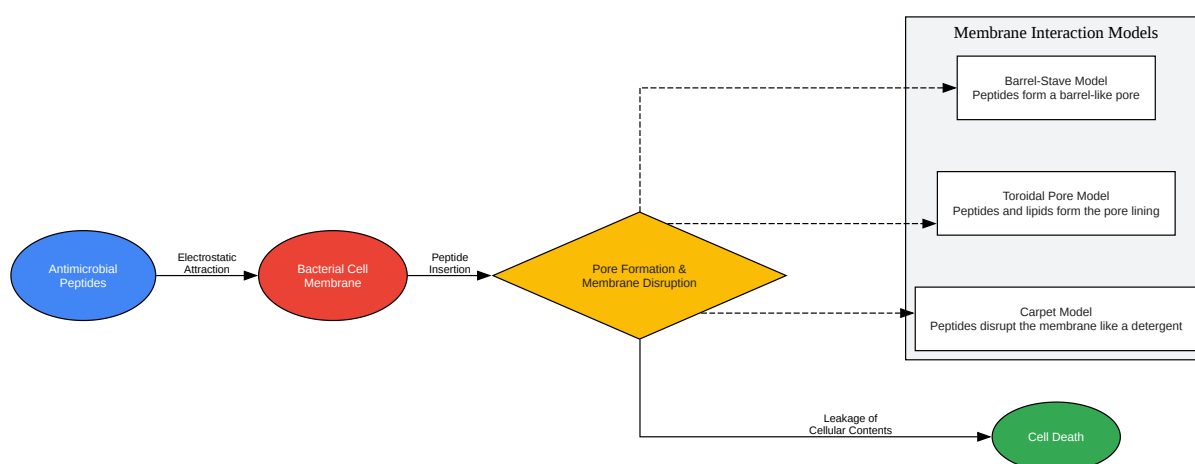 Membrane Interaction Models
Barrel-Stave Model
Peptides form a barrel-like pore
Toroidal Pore Model
Peptides and lipids form the pore lining
Antimicrobial
Peptides
Electrostatic
Attraction
Bacterial Cell
Membrane
Peptide
Insertion
Pore Formation &
Membrane Disruption
Carpet Model
Peptides disrupt the membrane like a detergent
Leakage of
Cellular Contents
Cell Death